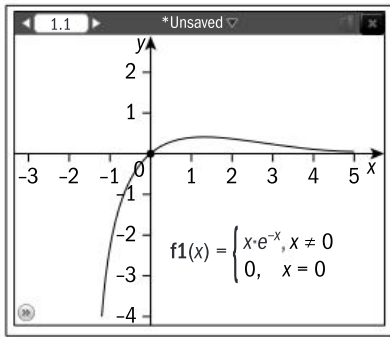 1.1
*Unsaved
y
2
1
-3 -2 -1 0 1 2 3 4 5 x
-1
-2
f1(x) = { x·e^{-x}, x ≠ 0
0, x = 0
-3
-4